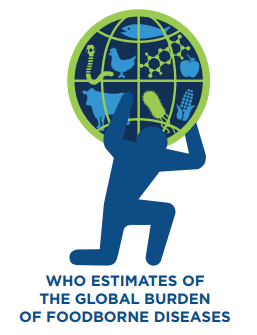 WHO ESTIMATES OF
THE GLOBAL BURDEN
OF FOODBORNE DISEASES